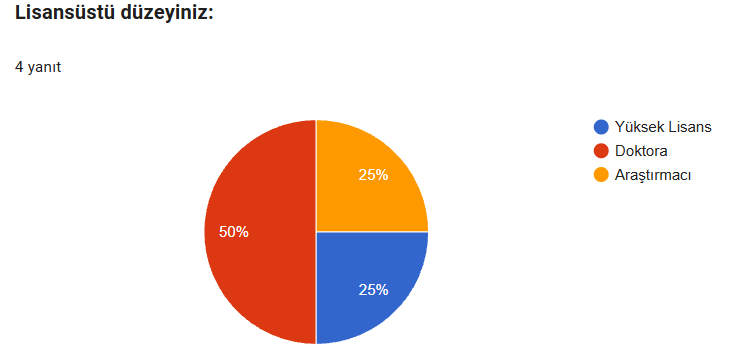 Lisansüstü düzeyiniz:
4 yanıt
25%
50%
25%
Yüksek Lisans
Doktora
Araştırmacı